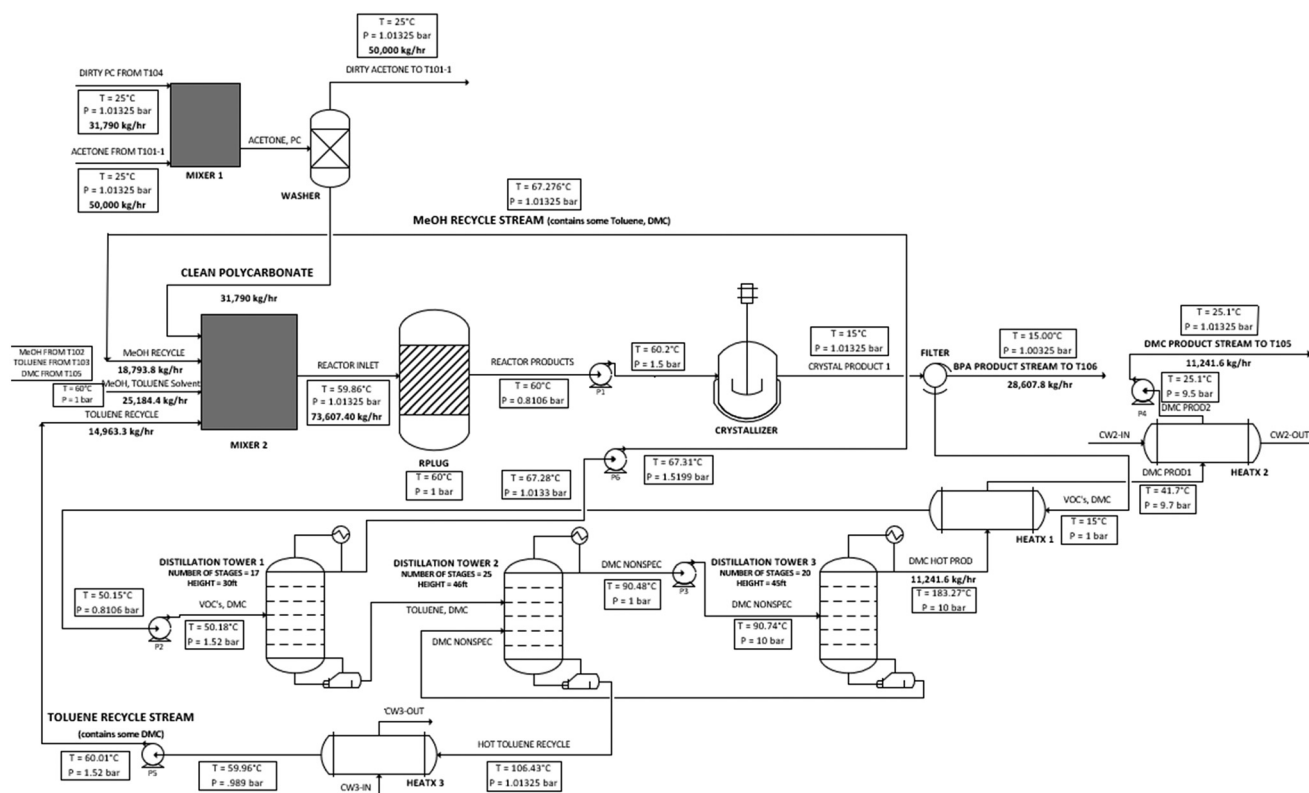 T = 25°C
P = 1.01325 bar
50,000 kg/hr
DIRTY ACETONE TO T101-1
DIRTY PC FROM T104
T = 25°C
P = 1.01325 bar
31,790 kg/hr
ACETONE FROM T101-1
T = 25°C
P = 1.01325 bar
50,000 kg/hr
MIXER 1
ACETONE, PC
WASHER
T = 67.276°C
P = 1.01325 bar
MeOH RECYCLE STREAM (contains some Toluene, DMC)
CLEAN POLYCARBONATE
31,790 kg/hr
MeOH FROM T102
TOLUENE FROM T103
DMC FROM T105
T = 60°C
P = 1 bar
MeOH RECYCLE
18,793.8 kg/hr
MeOH, TOLUENE Solvent
25,184.4 kg/hr
TOLUENE RECYCLE
14,963.3 kg/hr
MIXER 2
REACTOR INLET
T = 59.86°C
P = 1.01325 bar
73,607.40 kg/hr
RPLUG
T = 60°C
P = 1 bar
REACTOR PRODUCTS
T = 60°C
P = 0.8106 bar
P1
T = 60.2°C
P = 1.5 bar
CRYSTALLIZER
T = 15°C
P = 1.01325 bar
CRYSTAL PRODUCT 1
FILTER
T = 15.00°C
P = 1.00325 bar
BPA PRODUCT STREAM TO T106
28,607.8 kg/hr
T = 25.1°C
P = 1.01325 bar
DMC PRODUCT STREAM TO T105
11,241.6 kg/hr
T = 25.1°C
P = 9.5 bar
P4
DMC PROD2
CW2-IN
CW2-OUT
DMC PROD1
HEATX 2
T = 41.7°C
P = 9.7 bar
VOC's, DMC
T = 15°C
P = 1 bar
HEATX 1
T = 67.28°C
P = 1.0133 bar
P6
T = 67.31°C
P = 1.5199 bar
DISTILLATION TOWER 1
NUMBER OF STAGES = 17
HEIGHT = 30ft
DISTILLATION TOWER 2
NUMBER OF STAGES = 25
HEIGHT = 46ft
DISTILLATION TOWER 3
NUMBER OF STAGES = 20
HEIGHT = 45ft
DMC HOT PROD
11,241.6 kg/hr
T = 183.27°C
P = 10 bar
T = 50.15°C
P = 0.8106 bar
P2
VOC's, DMC
T = 50.18°C
P = 1.52 bar
TOLUENE, DMC
DMC NONSPEC
DMC NONSPEC
T = 90.48°C
P = 1 bar
P3
DMC NONSPEC
T = 90.74°C
P = 10 bar
TOLUENE RECYCLE STREAM
(contains some DMC)
T = 60.01°C
P = 1.52 bar
P5
T = 59.96°C
P = .989 bar
CW3-OUT
CW3-IN
HEATX 3
HOT TOLUENE RECYCLE
T = 106.43°C
P = 1.01325 bar